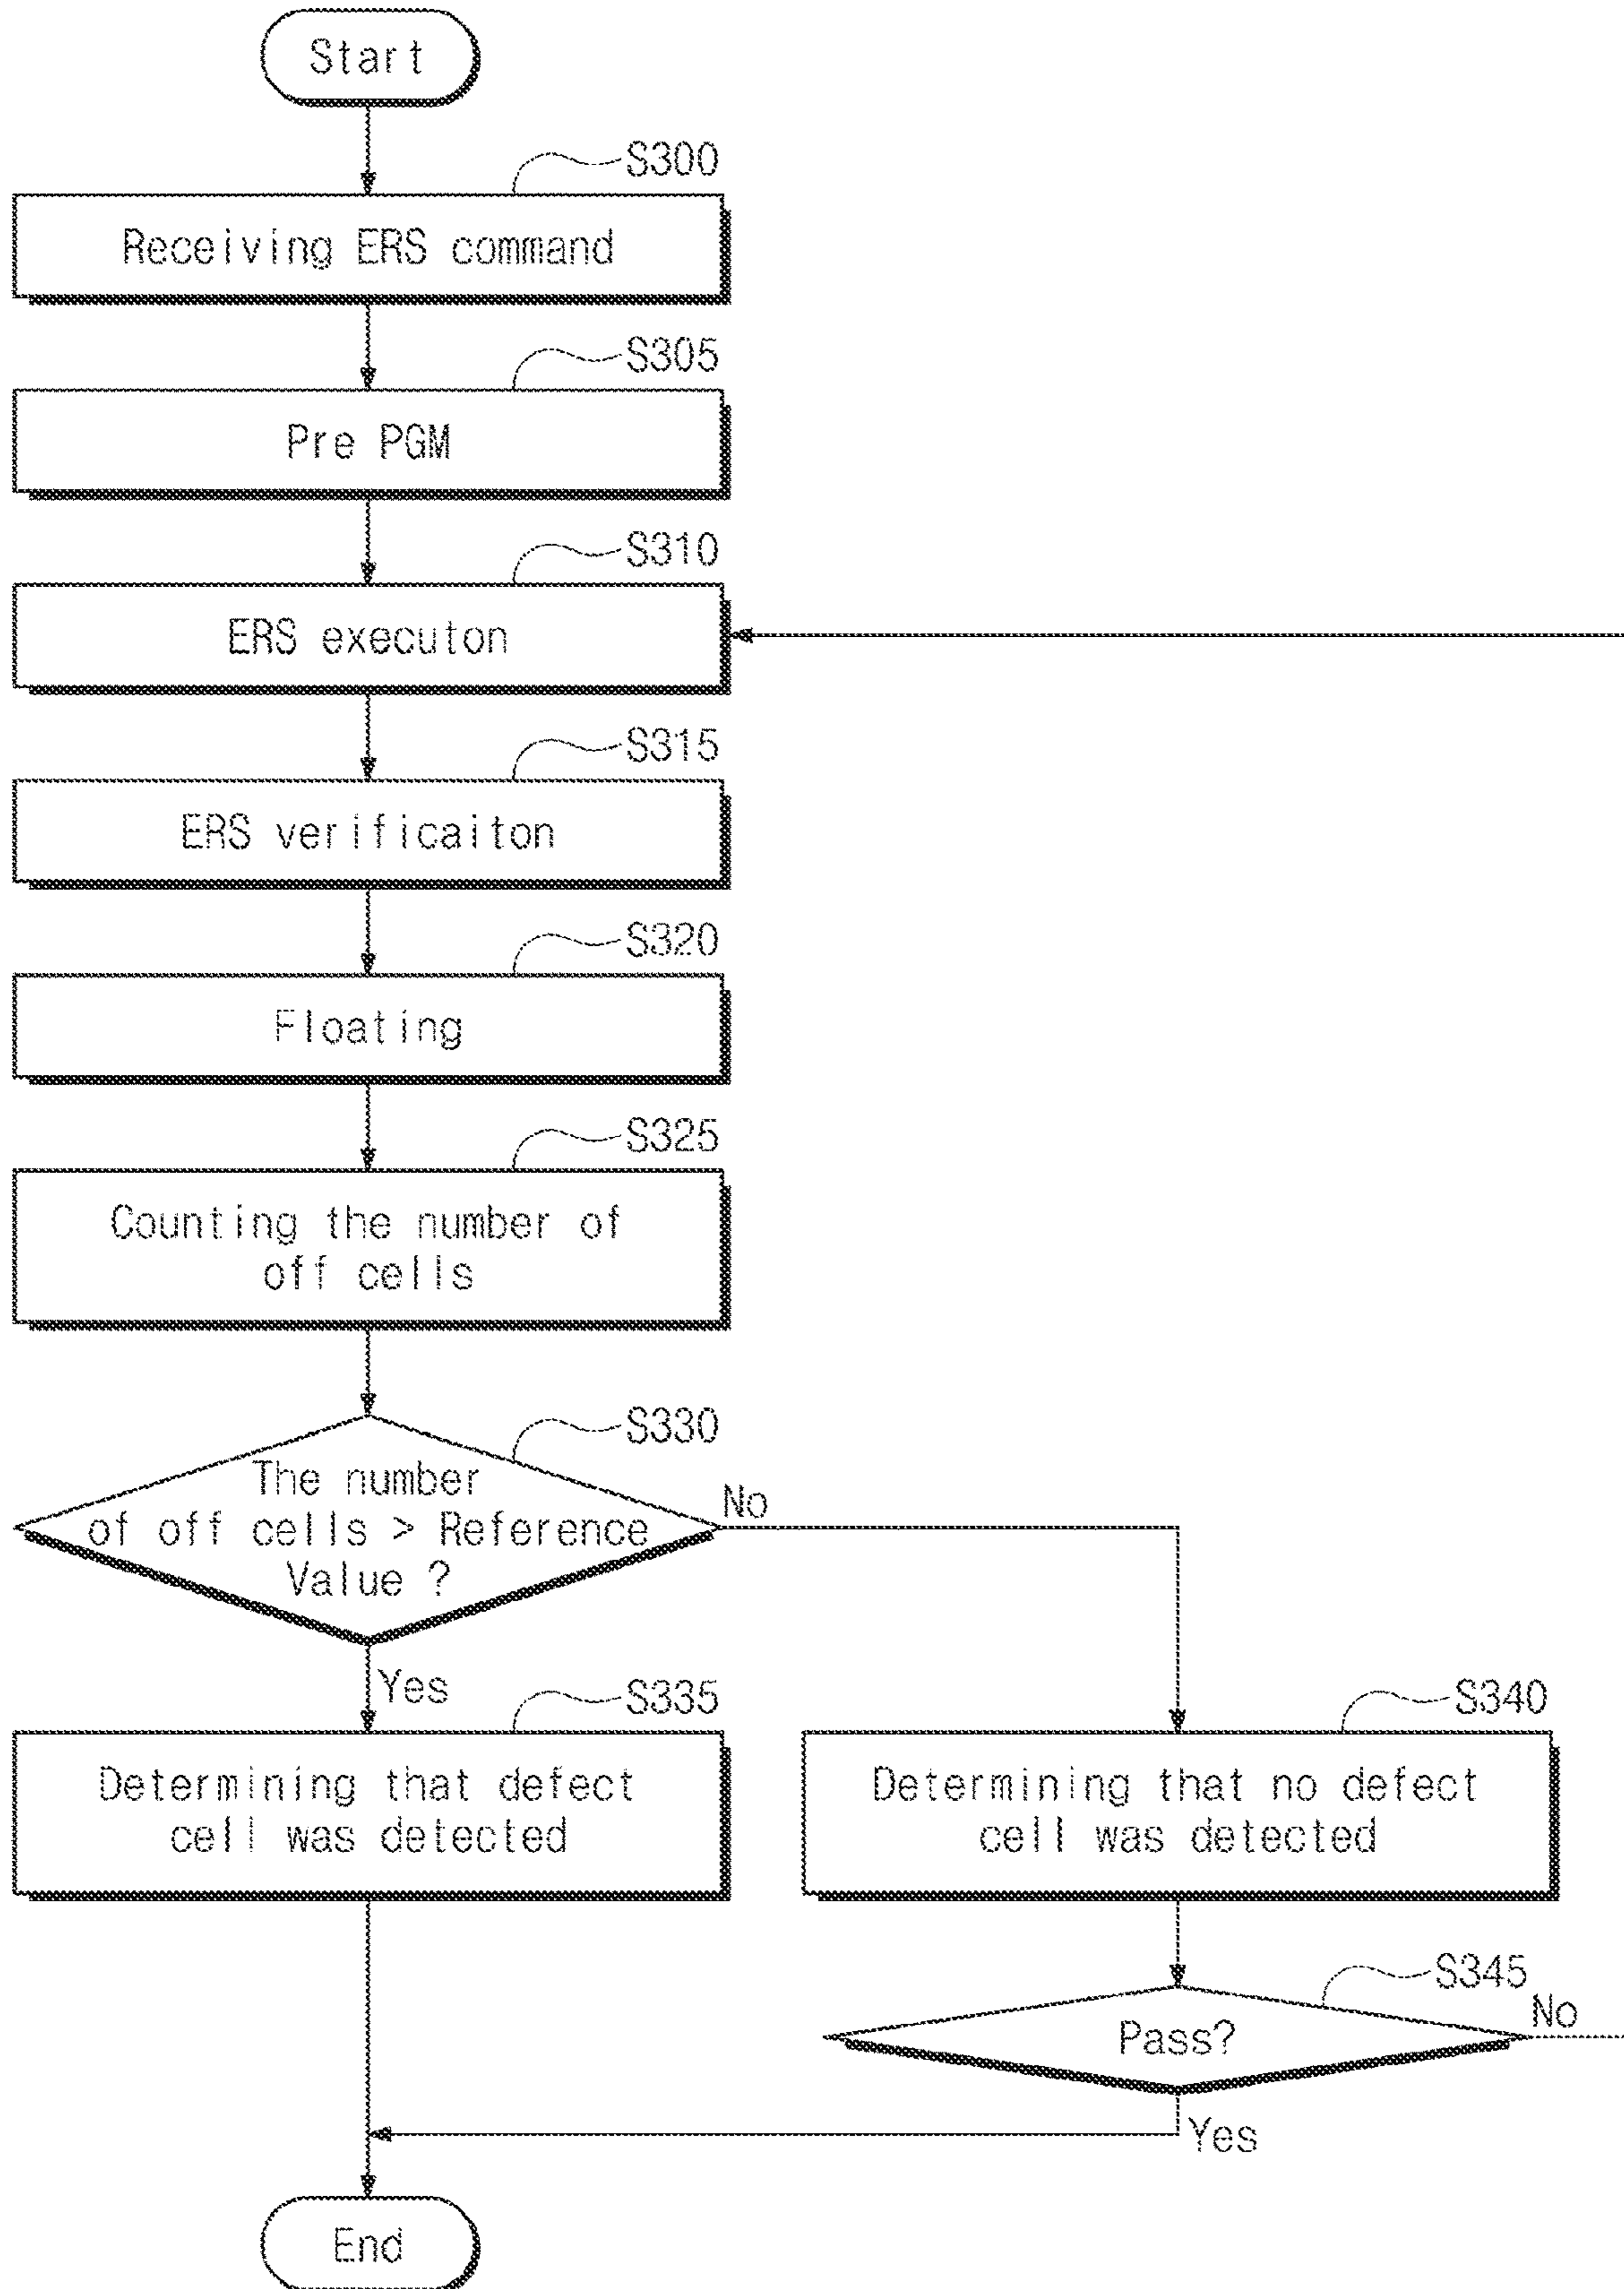 Start
S300
Receiving ERS command
S305
Pre PGM
S310
ERS executon
S315
ERS verificaiton
S320
Floating
S325
Counting the number of
off cells
S330
The number
of off cells > Reference
Value ?
No
Yes
S335
Determining that defect
cell was detected
S340
Determining that no defect
cell was detected
S345
Pass?
No
Yes
End